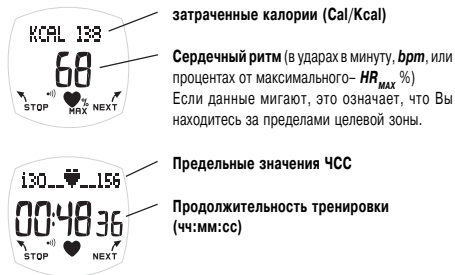 KCAL 138
68
STOP MAX % NEXT
затраченные калории (Cal/Kcal)
Сердечный ритм (в ударах в минуту, bpm, или
процентах от максимального– HR MAX %)
Если данные мигают, это означает, что Вы
находитесь за пределами целевой зоны.
130 156
00:48 36
STOP NEXT
Предельные значения ЧСС
Продолжительность тренировки
(чч:мм:сс)